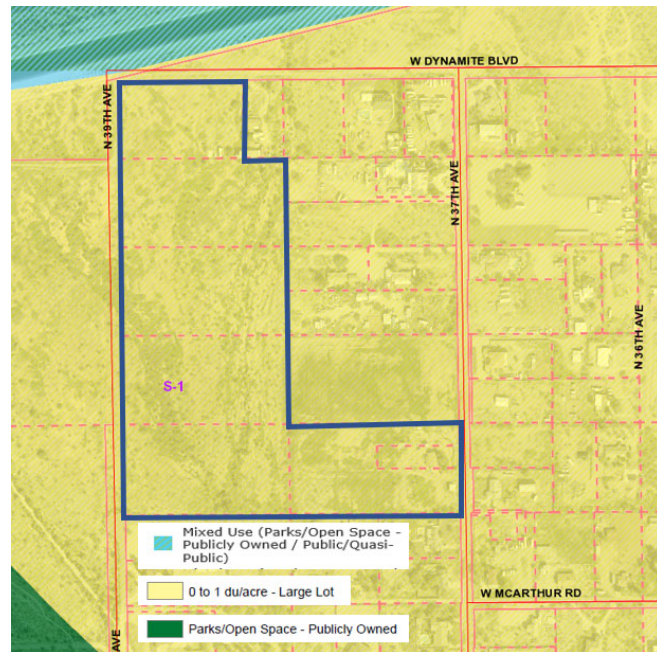 W DYNAMITE BLVD
N 39TH AVE
N 37TH AVE
N 36TH AVE
S-1
Mixed Use (Parks/Open Space -
Publicly Owned / Public/Quasi-
Public)
0 to 1 du/acre - Large Lot
W MCARTHUR RD
Parks/Open Space - Publicly Owned
AVE